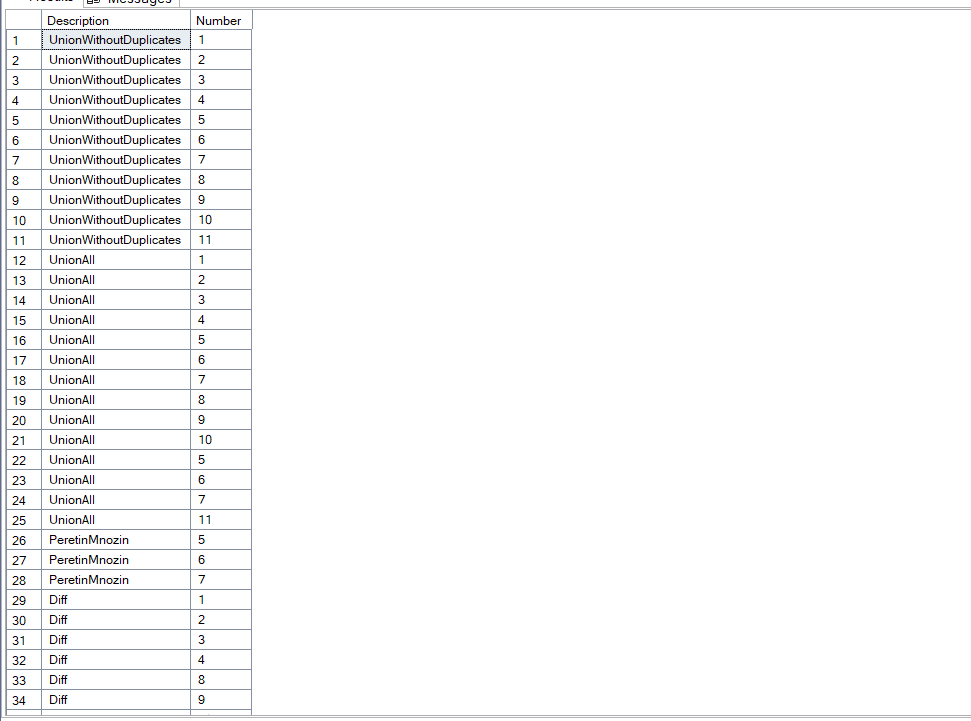 Results Messages
Description Number
1 UnionWithoutDuplicates 1
2 UnionWithoutDuplicates 2
3 UnionWithoutDuplicates 3
4 UnionWithoutDuplicates 4
5 UnionWithoutDuplicates 5
6 UnionWithoutDuplicates 6
7 UnionWithoutDuplicates 7
8 UnionWithoutDuplicates 8
9 UnionWithoutDuplicates 9
10 UnionWithoutDuplicates 10
11 UnionWithoutDuplicates 11
12 UnionAll 1
13 UnionAll 2
14 UnionAll 3
15 UnionAll 4
16 UnionAll 5
17 UnionAll 6
18 UnionAll 7
19 UnionAll 8
20 UnionAll 9
21 UnionAll 10
22 UnionAll 5
23 UnionAll 6
24 UnionAll 7
25 UnionAll 11
26 PeretinMnozin 5
27 PeretinMnozin 6
28 PeretinMnozin 7
29 Diff 1
30 Diff 2
31 Diff 3
32 Diff 4
33 Diff 8
34 Diff 9